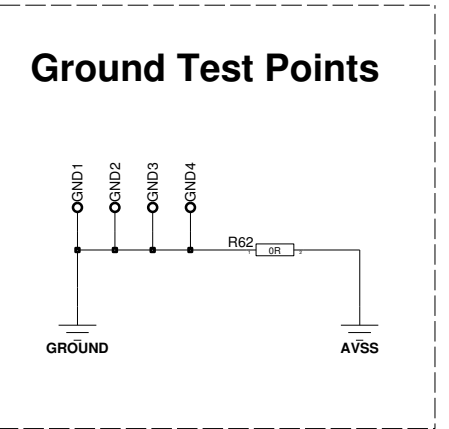 Ground Test Points
GND1
GND2
GND3
GND4
R62
1
0R
2
GROUND
AVSS